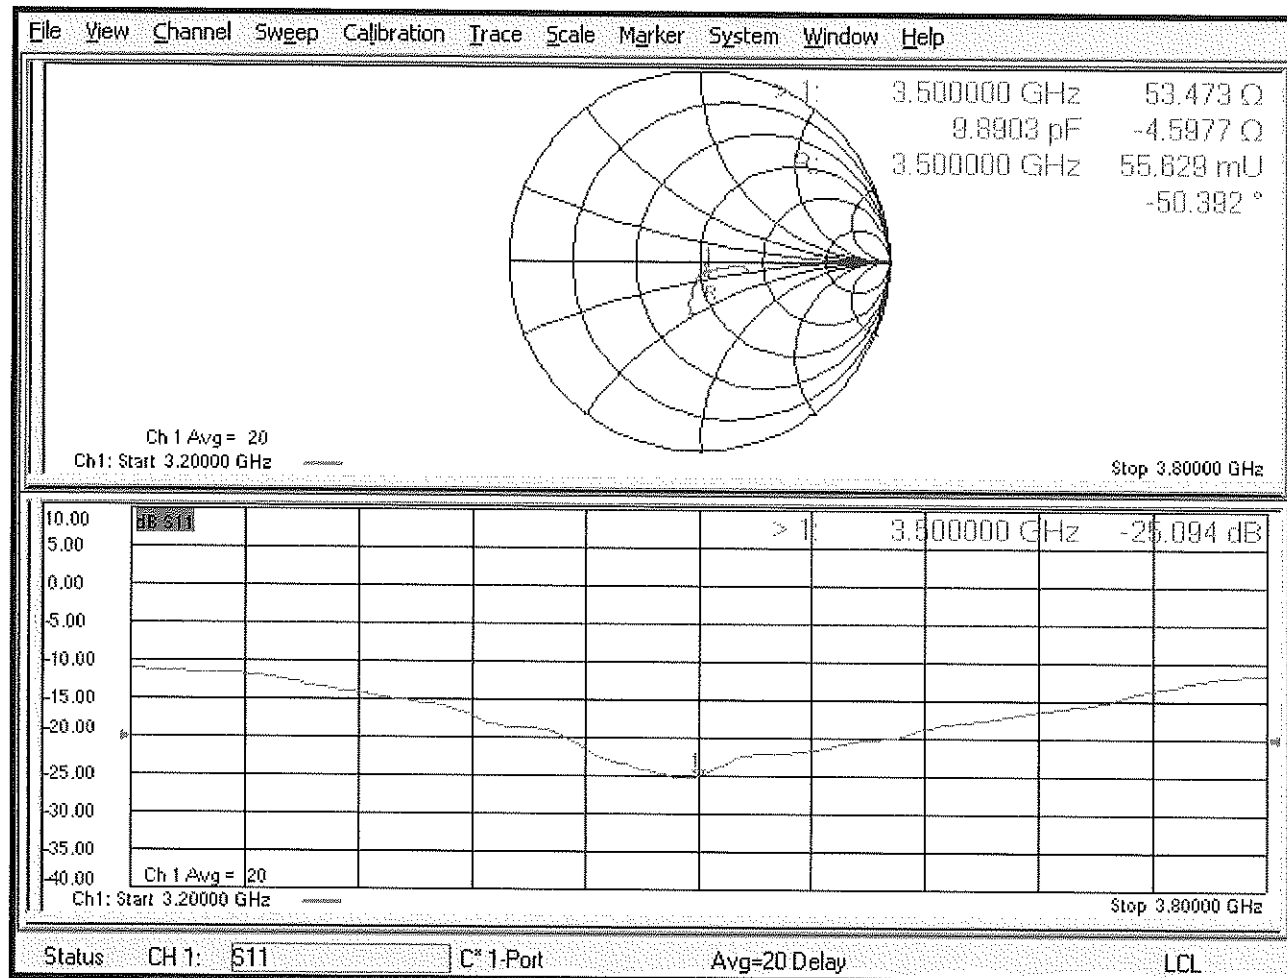 File View Channel Sweep Calibration Trace Scale Marker System Window Help
> 1: 3.500000 GHz 53.473 Ω
9.8903 pF -4.5977 Ω
R: 3.500000 GHz 55.629 mU
-50.392 °
Ch 1 Avg = 20
Ch1: Start 3.20000 GHz Stop 3.80000 GHz
10.00 dB S11 > 1: 3.500000 GHz -25.094 dB
5.00
0.00
-5.00
-10.00
-15.00
-20.00
-25.00
-30.00
-35.00
-40.00 Ch 1 Avg = 20
Ch1: Start 3.20000 GHz Stop 3.80000 GHz
Status CH 1: S11 C* 1-Port Avg=20 Delay LCL